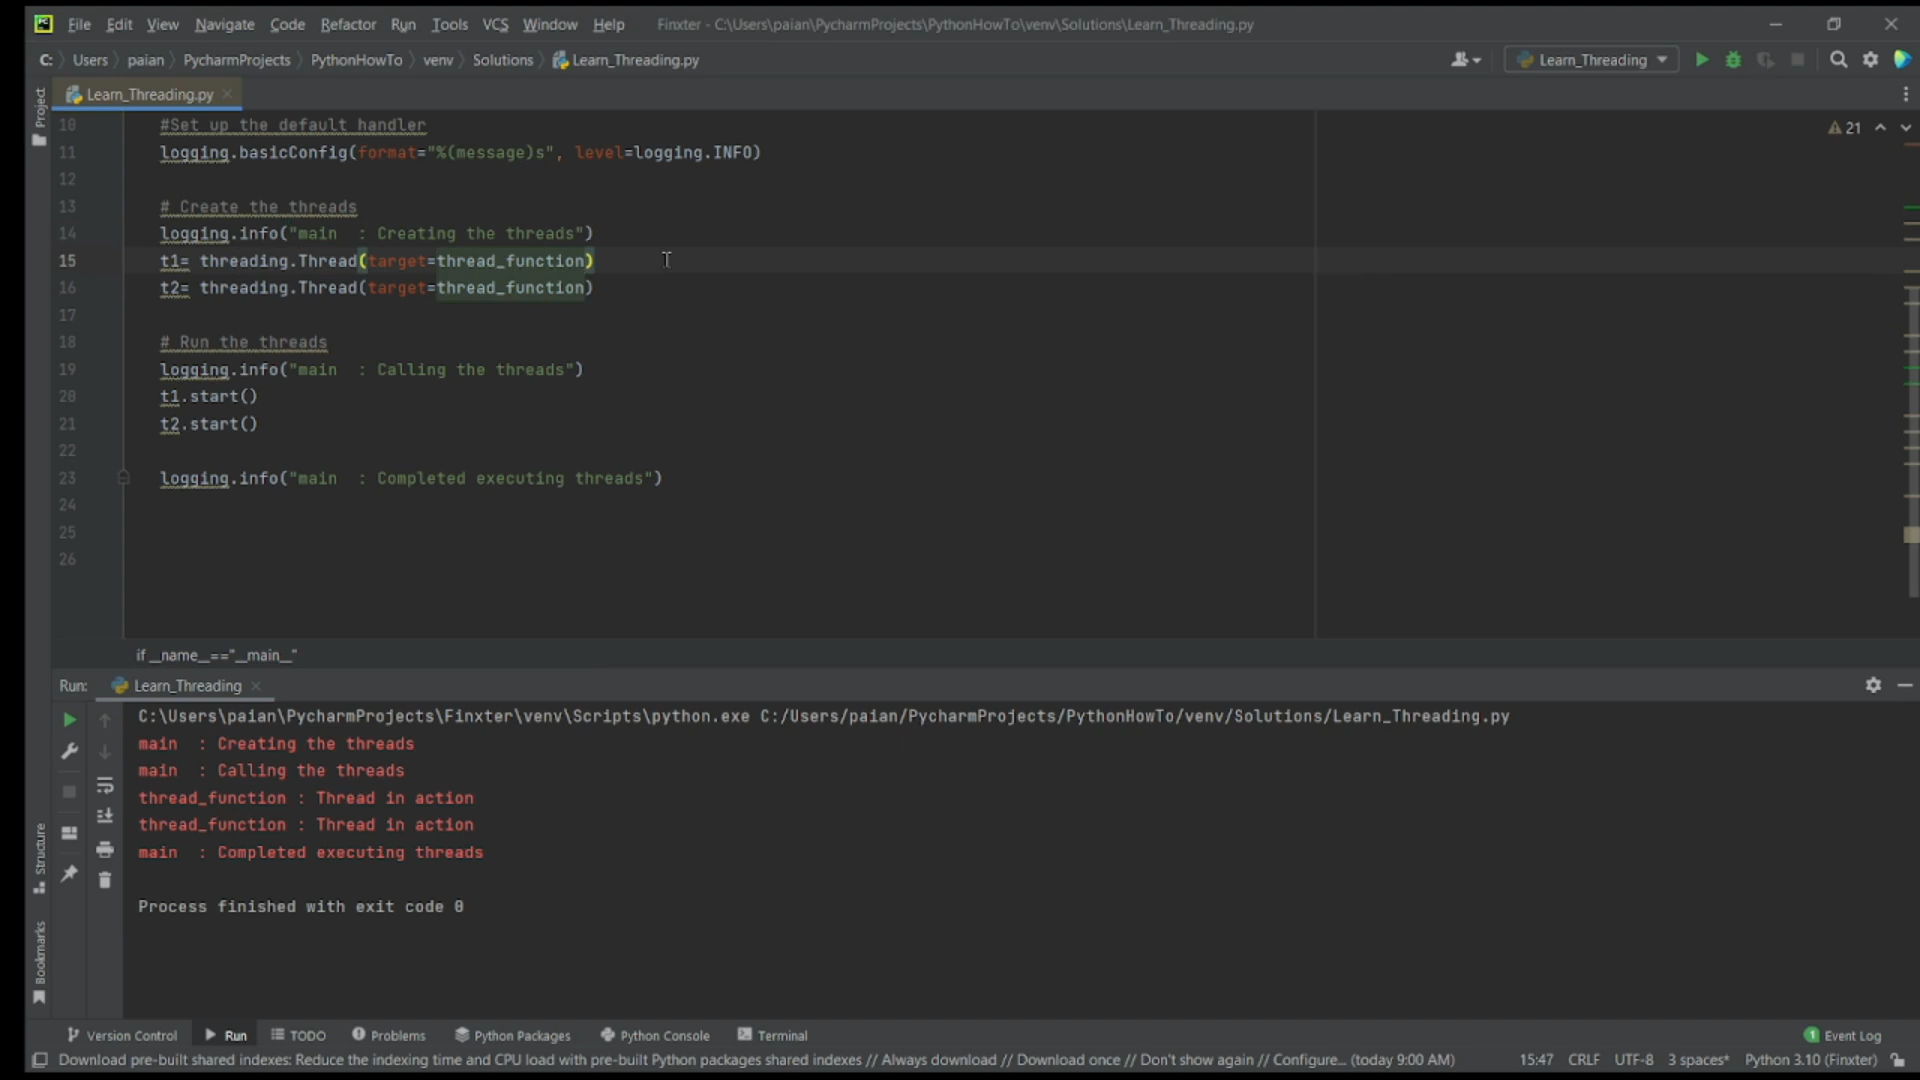 PC File Edit View Navigate Code Refactor Run Tools VCS Window Help Finxter - C:\Users\paian\PycharmProjects\PythonHowTo\venv\Solutions\Learn_Threading.py
C: Users paian PycharmProjects PythonHowTo venv Solutions Learn_Threading.py Learn_Threading
Project
Learn_Threading.py
21
10 #Set up the default handler
11 logging.basicConfig(format="%(message)s", level=logging.INFO)
12
13 # Create the threads
14 logging.info("main  : Creating the threads")
15 t1= threading.Thread(target=thread_function)
16 t2= threading.Thread(target=thread_function)
17
18 # Run the threads
19 logging.info("main  : Calling the threads")
20 t1.start()
21 t2.start()
22
23 logging.info("main  : Completed executing threads")
24
25
26
if __name__=="__main__"
Run: Learn_Threading
C:\Users\paian\PycharmProjects\Finxter\venv\Scripts\python.exe C:/Users/paian/PycharmProjects/PythonHowTo/venv/Solutions/Learn_Threading.py
main  : Creating the threads
main  : Calling the threads
thread_function : Thread in action
thread_function : Thread in action
main  : Completed executing threads
Process finished with exit code 0
Structure
Bookmarks
Version Control Run TODO Problems Python Packages Python Console Terminal 1 Event Log
Download pre-built shared indexes: Reduce the indexing time and CPU load with pre-built Python packages shared indexes // Always download // Download once // Don't show again // Configure... (today 9:00 AM) 15:47 CRLF UTF-8 3 spaces* Python 3.10 (Finxter)